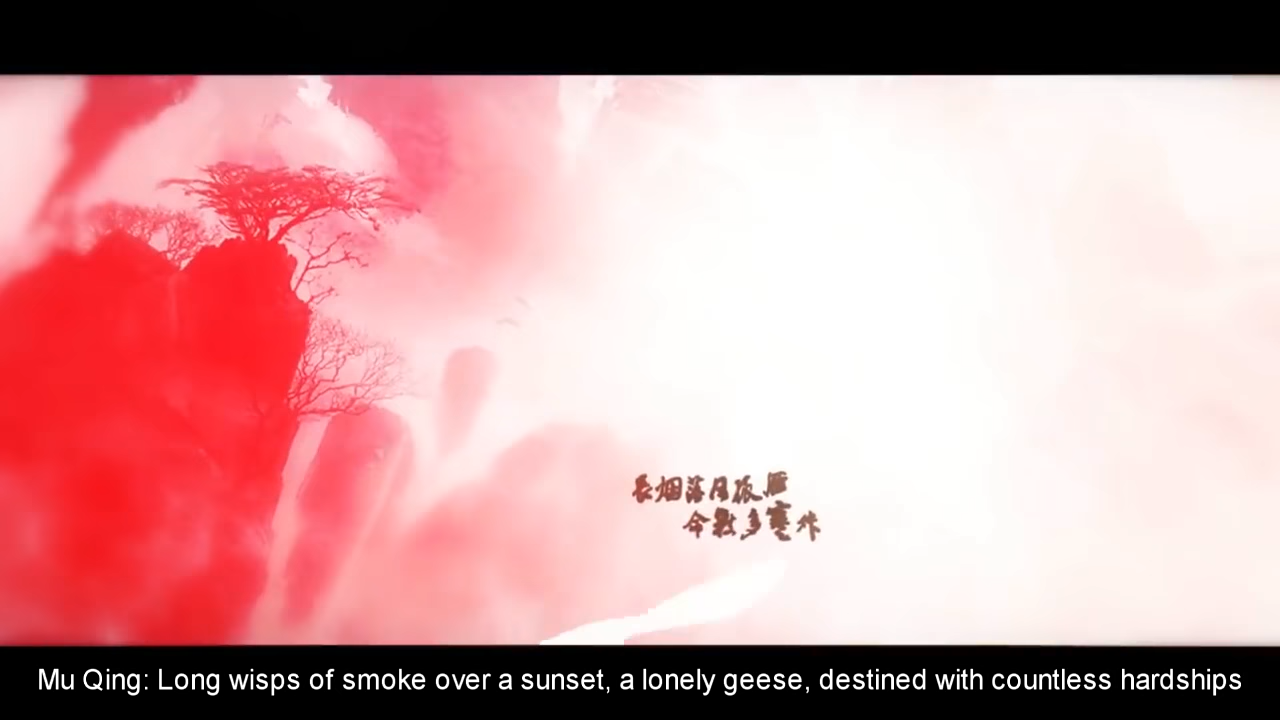 长烟落日孤雁
命数多蹇舛
Mu Qing: Long wisps of smoke over a sunset, a lonely geese, destined with countless hardships